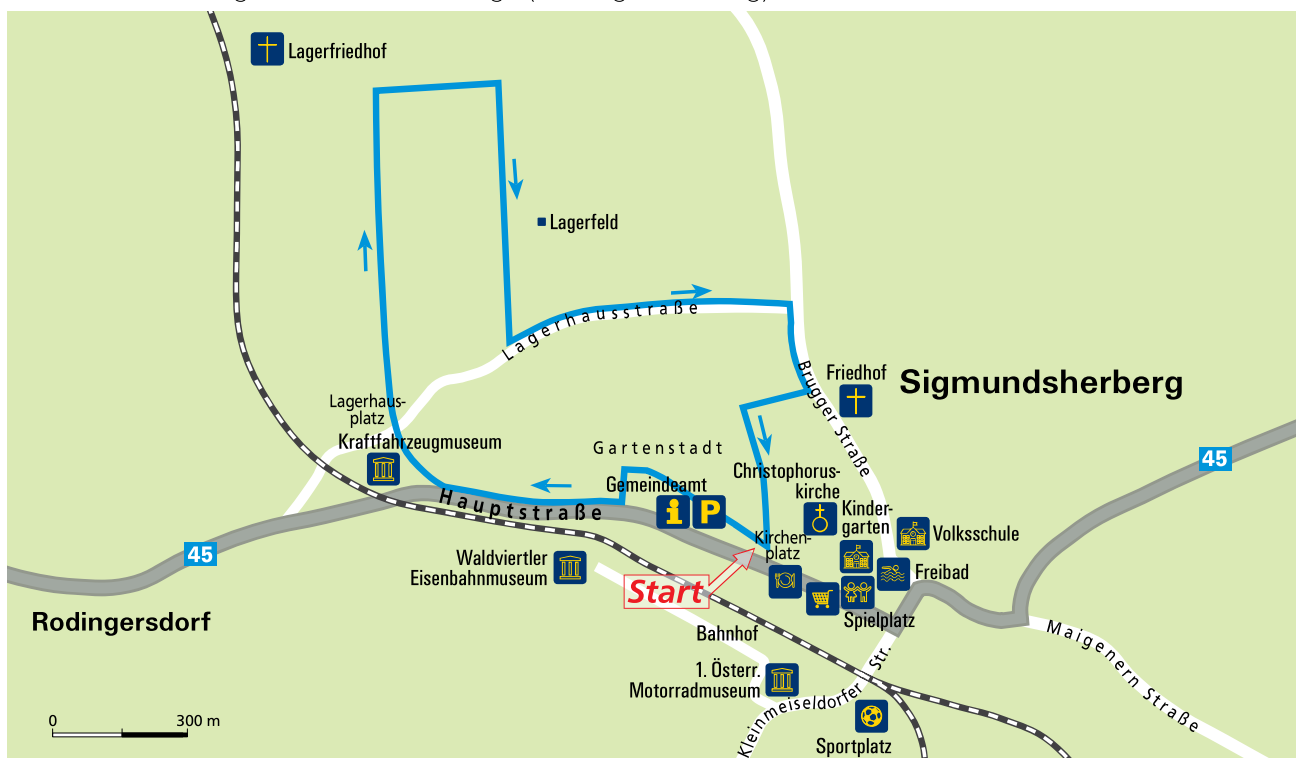 Lagerfriedhof
Lagerfeld
Lagerhausstraße
Brugger Straße
Friedhof
Sigmundsherberg
Lagerhaus-
platz
Kraftfahrzeugmuseum
Gartenstadt
Gemeindeamt
i
P
Christophorus-
kirche
Kinder-
garten
Volksschule
45
Hauptstraße
Kirchen-
platz
45
Waldviertler
Eisenbahnmuseum
Start
Freibad
Spielplatz
Rodingersdorf
Bahnhof
Maigenern Straße
1. Österr.
Motorradmuseum
Kleinmeiseldorfer Str.
Sportplatz
0 300 m